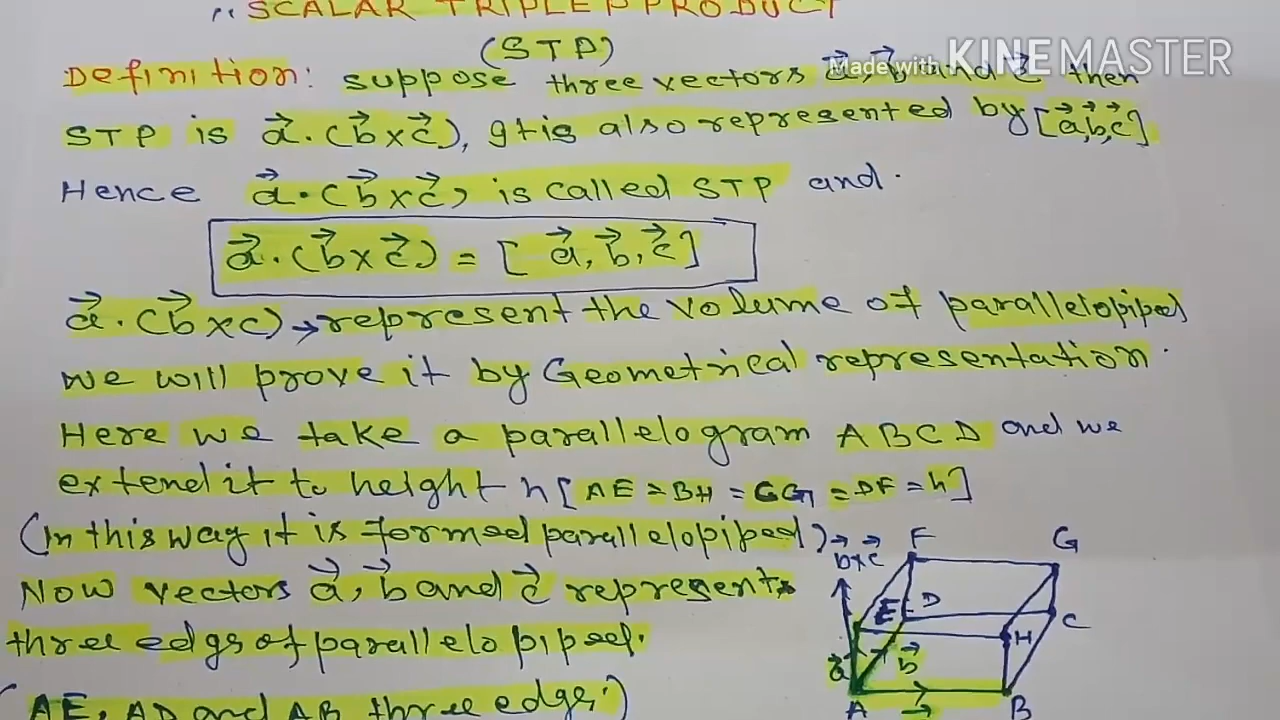 " SCALAR TRIPLE PRODUCT
(STP)
Made with KINEMASTER
Definition: suppose three vectors a⃗, b⃗, and c⃗ then
STP is a⃗.(b⃗×c⃗), It is also represented by [a⃗,b⃗,c⃗]
Hence a⃗.(b⃗×c⃗) is called STP and.
a⃗.(b⃗×c⃗) = [a⃗, b⃗, c⃗]
a⃗.(b⃗×c) → represent the volume of parallelopiped
we will prove it by Geometrical representation.
Here we take a parallelogram ABCD and we
extend it to height h [AE = BH = CG = DF = h]
(In this way it is formed parallelopiped)
Now vectors a⃗, b⃗ and c⃗ represents
three edgs of parallelopiped.
(AE, AD and AB three edge.)
b⃗×c⃗
F
G
E
D
C
H
a⃗
b⃗
A
B